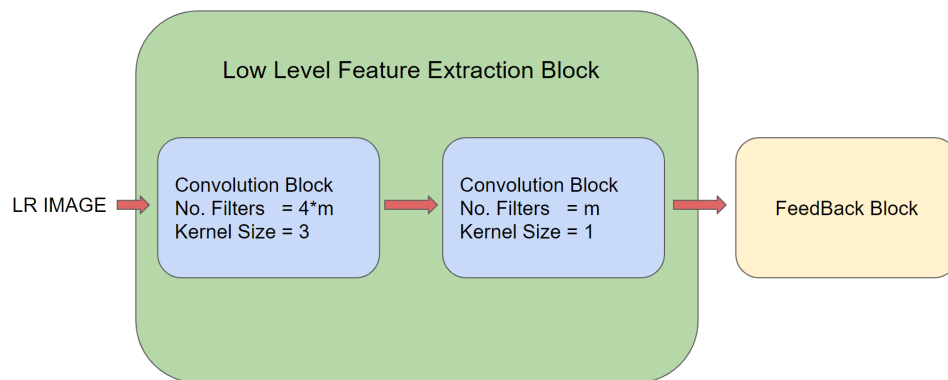 Low Level Feature Extraction Block
LR IMAGE
Convolution Block
No. Filters = 4*m
Kernel Size = 3
Convolution Block
No. Filters = m
Kernel Size = 1
FeedBack Block